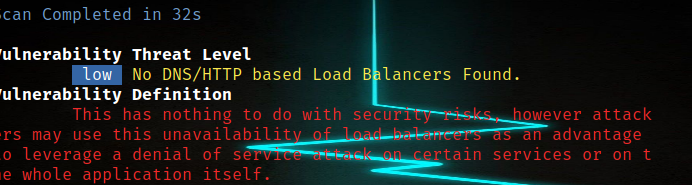 Scan Completed in 32s
Vulnerability Threat Level
low No DNS/HTTP based Load Balancers Found.
Vulnerability Definition
This has nothing to do with security risks, however attack
ers may use this unavailability of load balancers as an advantage
to leverage a denial of service attack on certain services or on t
he whole application itself.